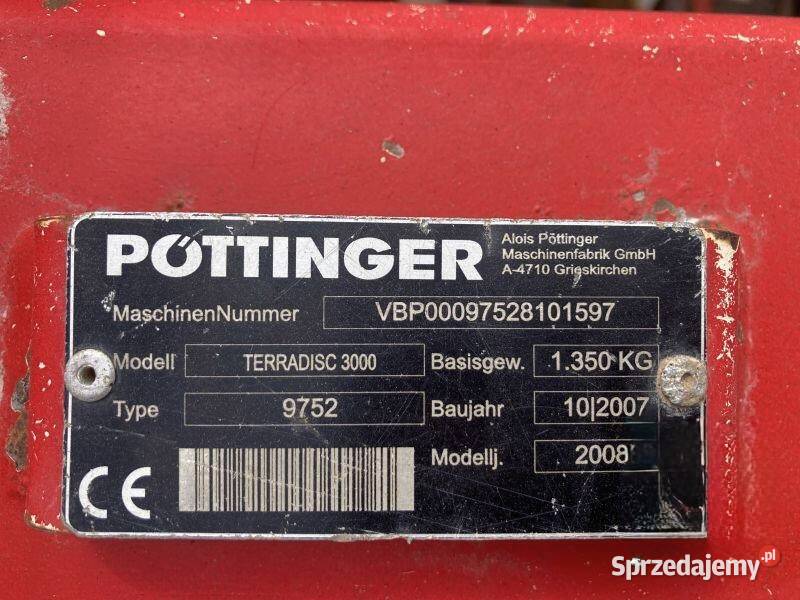 PÖTTINGER
Alois Pöttinger
Maschinenfabrik GmbH
A-4710 Grieskirchen
MaschinenNummer VBP00097528101597
Modell TERRADISC 3000 Basisgew. 1.350 KG
Type 9752 Baujahr 10|2007
Modellj. 2008
CE
Sprzedajemy.pl